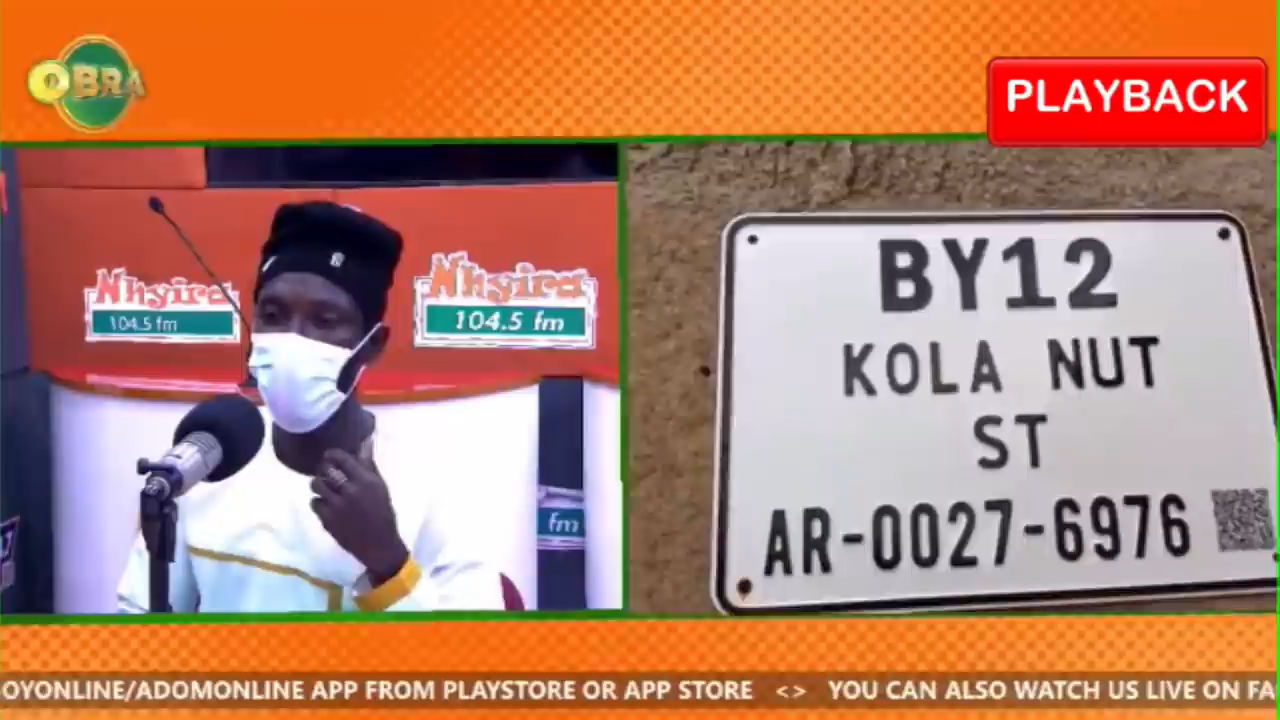 OBRA
PLAYBACK
Nhyira
104.5 fm
Nhyira
104.5 fm
fm
BY12
KOLA NUT
ST
AR-0027-6976
OYONLINE/ADOMONLINE APP FROM PLAYSTORE OR APP STORE <> YOU CAN ALSO WATCH US LIVE ON FA